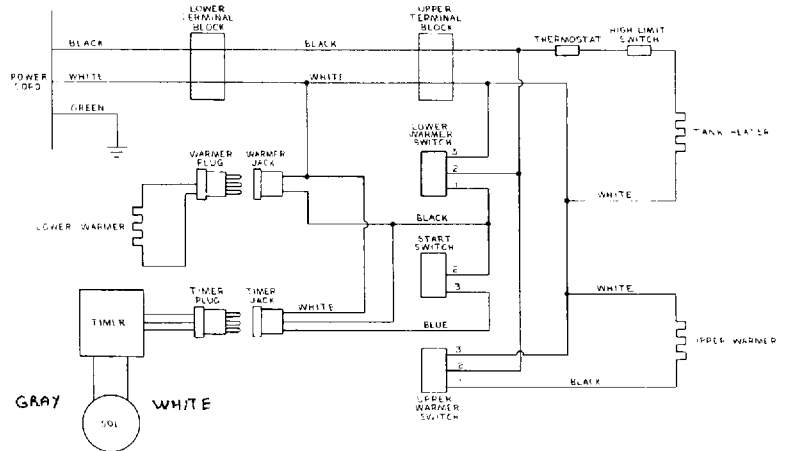 LOWER
TERMINAL
BLOCK
UPPER
TERMINAL
BLOCK
BLACK
BLACK
THERMOSTAT
HIGH-LIMIT
SWITCH
POWER
CORD
WHITE
WHITE
GREEN
LOWER
WARMER
SWITCH
TANK HEATER
WARMER
PLUG
WARMER
JACK
3
2
1
WHITE
LOWER WARMER
BLACK
START
SWITCH
2
3
TIMER
PLUG
TIMER
JACK
WHITE
WHITE
TIMER
BLUE
UPPER WARMER
3
2
1
BLACK
GRAY
WHITE
SOL
UPPER
WARMER
SWITCH